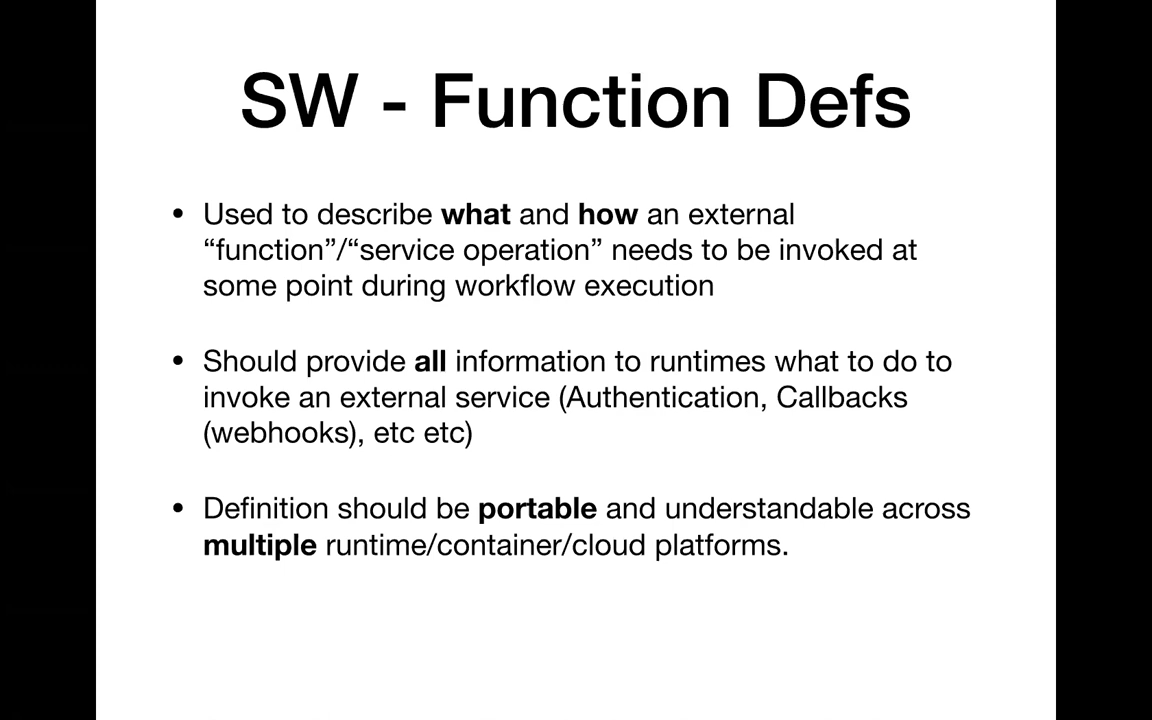 SW - Function Defs
• Used to describe what and how an external
“function”/“service operation” needs to be invoked at
some point during workflow execution
• Should provide all information to runtimes what to do to
invoke an external service (Authentication, Callbacks
(webhooks), etc etc)
• Definition should be portable and understandable across
multiple runtime/container/cloud platforms.